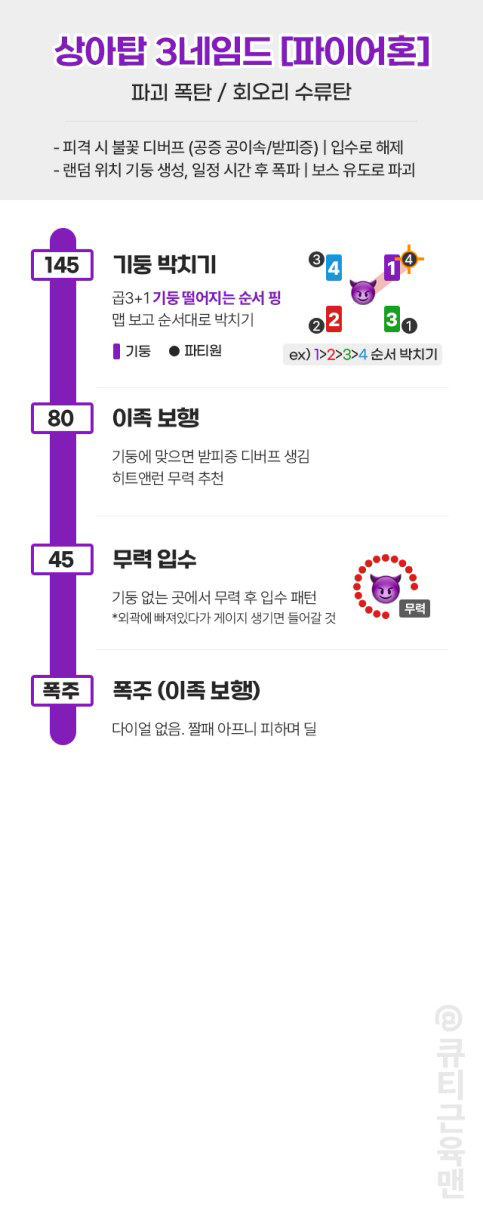 상아탑 3네임드 [파이어혼]
파괴 폭탄 / 회오리 수류탄
- 피격 시 불꽃 디버프 (공증 공이속/받피증) | 입수로 해제
- 랜덤 위치 기둥 생성, 일정 시간 후 폭파 | 보스 유도로 파괴
145
기둥 박치기
곱3+1 기둥 떨어지는 순서 핑
맵 보고 순서대로 박치기
기둥 파티원
3 4 1 4
2 2 3 1
ex) 1>2>3>4 순서 박치기
80
이족 보행
기둥에 맞으면 받피증 디버프 생김
히트앤런 무력 추천
45
무력 입수
기둥 없는 곳에서 무력 후 입수 패턴
*외곽에 빠져있다가 게이지 생기면 들어갈 것
무력
폭주
폭주 (이족 보행)
다이얼 없음. 짤패 아프니 피하며 딜
@큐티근육맨